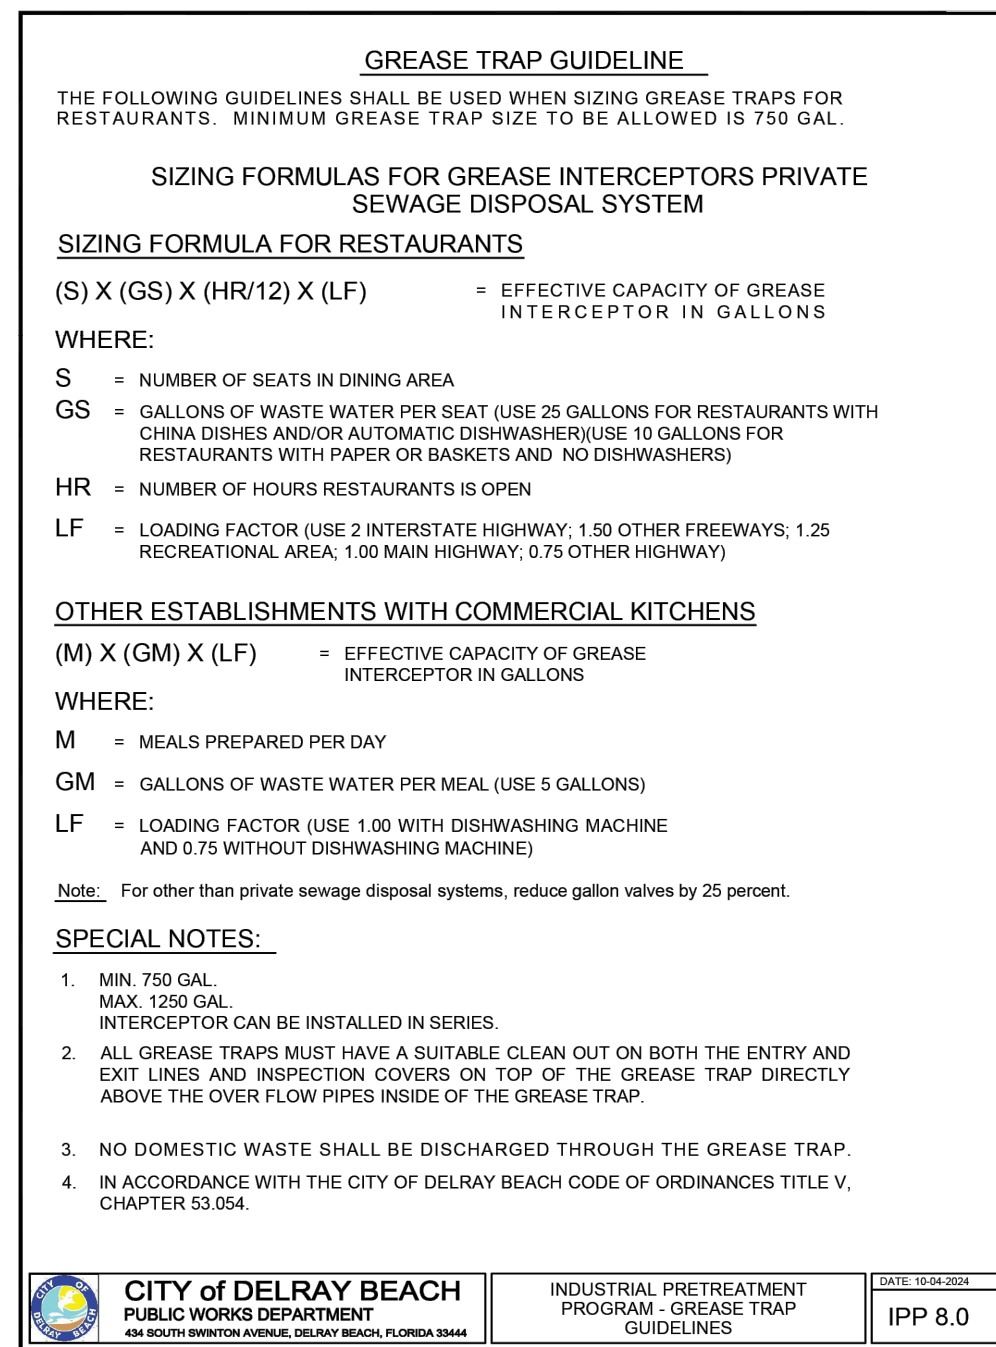 GREASE TRAP GUIDELINE
THE FOLLOWING GUIDELINES SHALL BE USED WHEN SIZING GREASE TRAPS FOR
RESTAURANTS. MINIMUM GREASE TRAP SIZE TO BE ALLOWED IS 750 GAL.
SIZING FORMULAS FOR GREASE INTERCEPTORS PRIVATE
SEWAGE DISPOSAL SYSTEM
SIZING FORMULA FOR RESTAURANTS
(S) X (GS) X (HR/12) X (LF) = EFFECTIVE CAPACITY OF GREASE
INTERCEPTOR IN GALLONS
WHERE:
S = NUMBER OF SEATS IN DINING AREA
GS = GALLONS OF WASTE WATER PER SEAT (USE 25 GALLONS FOR RESTAURANTS WITH
CHINA DISHES AND/OR AUTOMATIC DISHWASHER)(USE 10 GALLONS FOR
RESTAURANTS WITH PAPER OR BASKETS AND NO DISHWASHERS)
HR = NUMBER OF HOURS RESTAURANTS IS OPEN
LF = LOADING FACTOR (USE 2 INTERSTATE HIGHWAY; 1.50 OTHER FREEWAYS; 1.25
RECREATIONAL AREA; 1.00 MAIN HIGHWAY; 0.75 OTHER HIGHWAY)
OTHER ESTABLISHMENTS WITH COMMERCIAL KITCHENS
(M) X (GM) X (LF) = EFFECTIVE CAPACITY OF GREASE
INTERCEPTOR IN GALLONS
WHERE:
M = MEALS PREPARED PER DAY
GM = GALLONS OF WASTE WATER PER MEAL (USE 5 GALLONS)
LF = LOADING FACTOR (USE 1.00 WITH DISHWASHING MACHINE
AND 0.75 WITHOUT DISHWASHING MACHINE)
Note: For other than private sewage disposal systems, reduce gallon valves by 25 percent.
SPECIAL NOTES:
1. MIN. 750 GAL.
MAX. 1250 GAL.
INTERCEPTOR CAN BE INSTALLED IN SERIES.
2. ALL GREASE TRAPS MUST HAVE A SUITABLE CLEAN OUT ON BOTH THE ENTRY AND
EXIT LINES AND INSPECTION COVERS ON TOP OF THE GREASE TRAP DIRECTLY
ABOVE THE OVER FLOW PIPES INSIDE OF THE GREASE TRAP.
3. NO DOMESTIC WASTE SHALL BE DISCHARGED THROUGH THE GREASE TRAP.
4. IN ACCORDANCE WITH THE CITY OF DELRAY BEACH CODE OF ORDINANCES TITLE V,
CHAPTER 53.054.
CITY OF DELRAY BEACH
CITY of DELRAY BEACH
PUBLIC WORKS DEPARTMENT
434 SOUTH SWINTON AVENUE, DELRAY BEACH, FLORIDA 33444
INDUSTRIAL PRETREATMENT
PROGRAM - GREASE TRAP
GUIDELINES
DATE: 10-04-2024
IPP 8.0